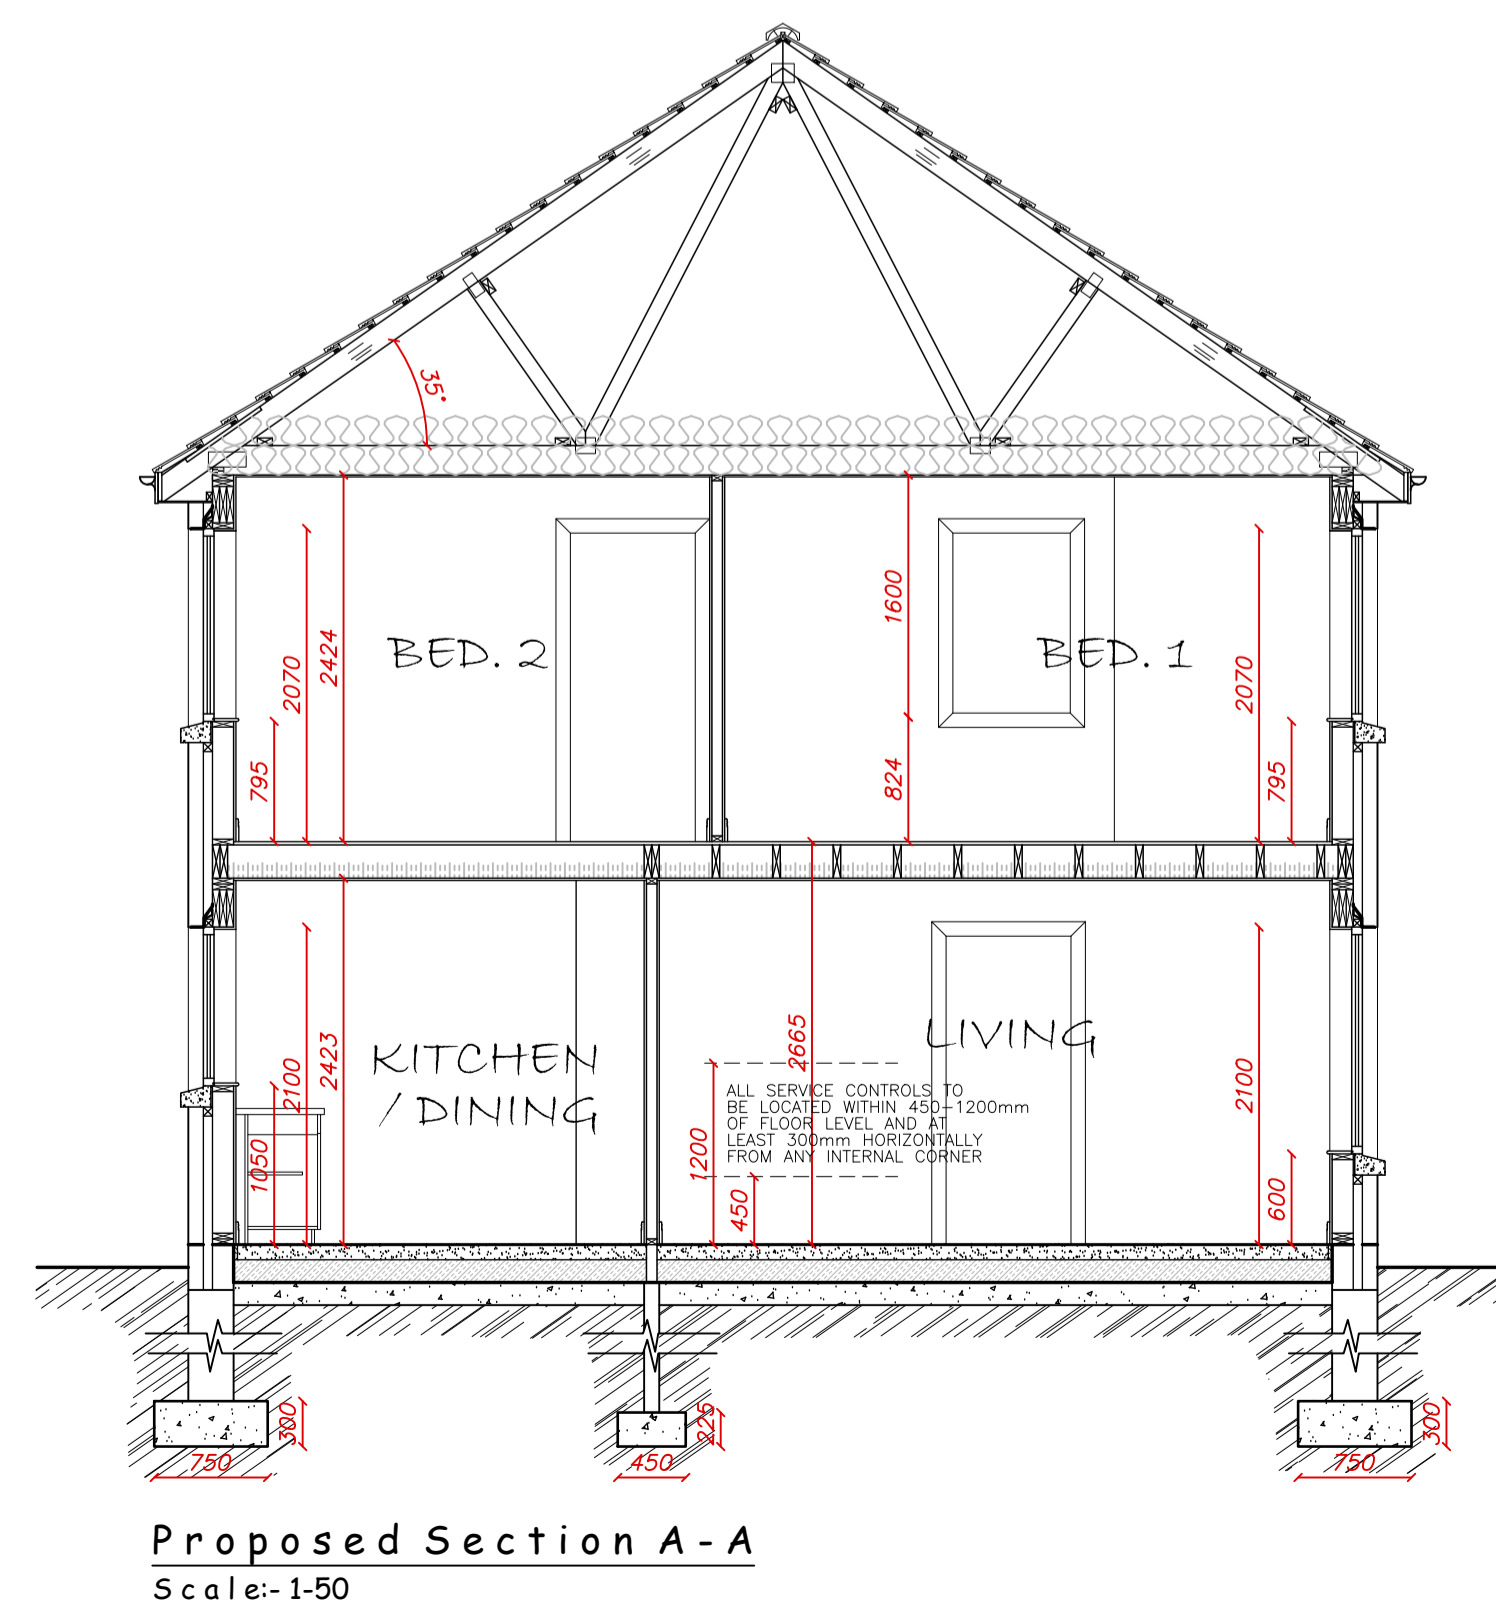 35°
BED. 2
BED. 1
2070
2424
795
1600
824
2070
795
KITCHEN
/DINING
LIVING
2423
2100
1050
2665
ALL SERVICE CONTROLS TO
BE LOCATED WITHIN 450-1200mm
OF FLOOR LEVEL AND AT
LEAST 300mm HORIZONTALLY
FROM ANY INTERNAL CORNER
1200
450
2100
600
300
750
225
450
300
750
Proposed Section A-A
Scale:- 1-50